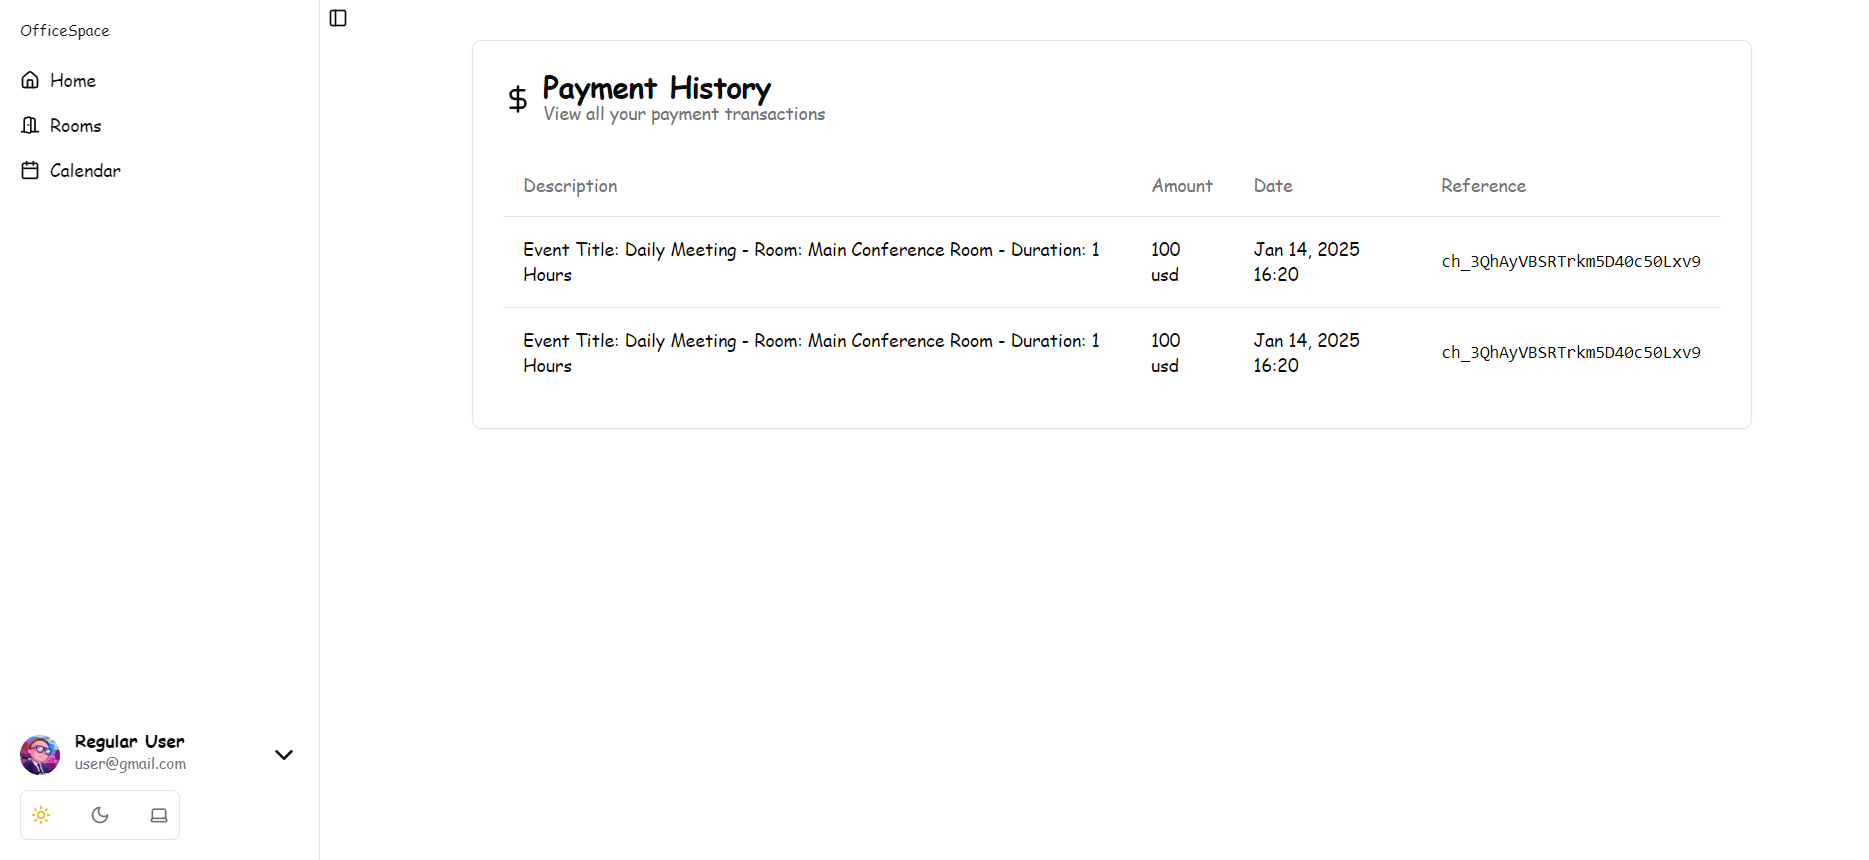 OfficeSpace
Home
Rooms
Calendar
Payment History
View all your payment transactions
Description Amount Date Reference
Event Title: Daily Meeting - Room: Main Conference Room - Duration: 1 Hours 100 usd Jan 14, 2025 16:20 ch_3QhAyVBSRTrkm5D40c50Lxv9
Event Title: Daily Meeting - Room: Main Conference Room - Duration: 1 Hours 100 usd Jan 14, 2025 16:20 ch_3QhAyVBSRTrkm5D40c50Lxv9
Regular User
user@gmail.com